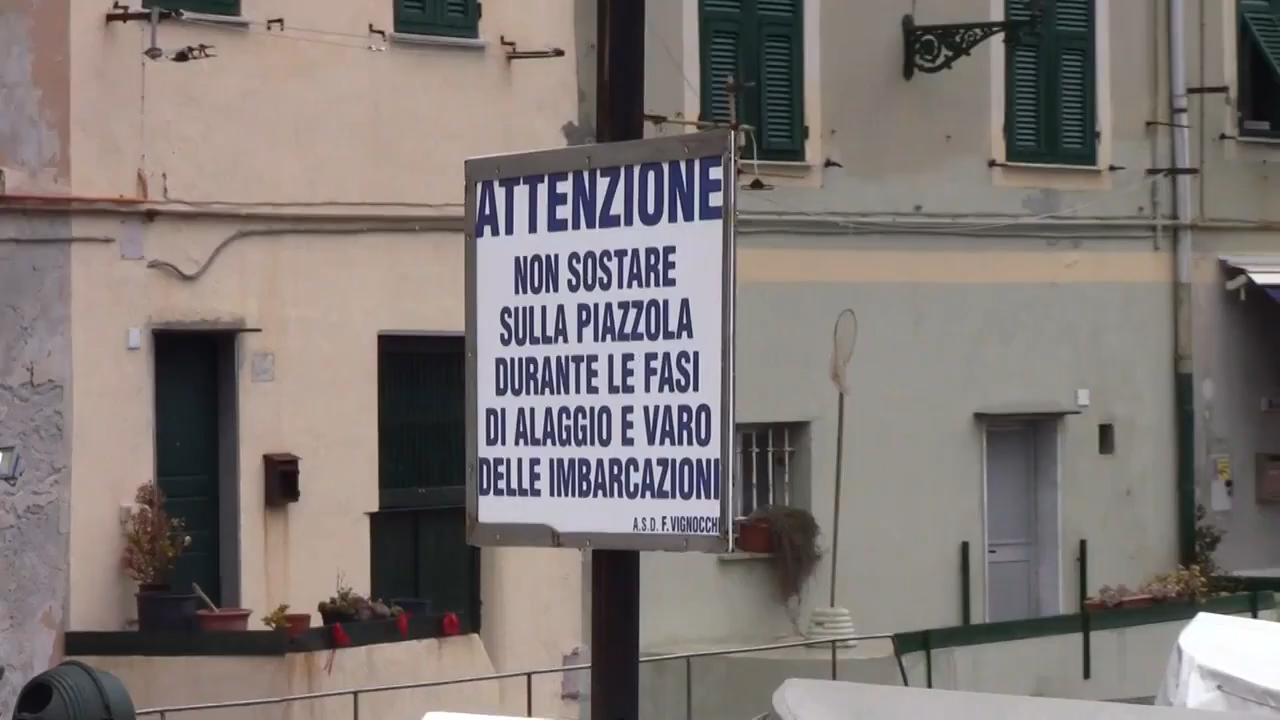 ATTENZIONE
NON SOSTARE
SULLA PIAZZOLA
DURANTE LE FASI
DI ALAGGIO E VARO
DELLE IMBARCAZIONI
A.S.D. F. VIGNOCCHI